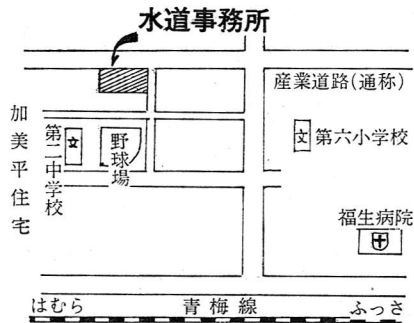 水道事務所
産業道路(通称)
加美平住宅
第二中学校
文
野球場
文
第六小学校
福生病院
はむら
青梅線
ふっさ